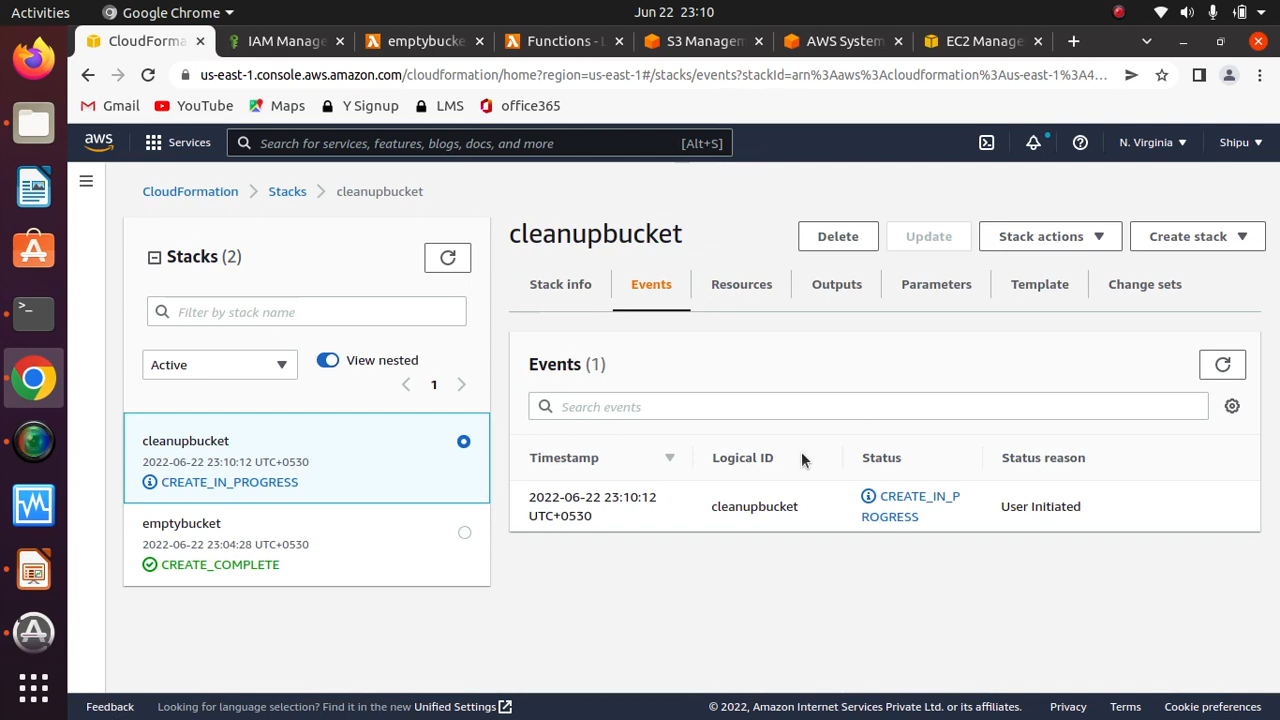 Activities
Google Chrome
Jun 22 23:10
CloudForma
IAM Manage
emptybucke
Functions - L
S3 Managem
AWS System
EC2 Manage
us-east-1.console.aws.amazon.com/cloudformation/home?region=us-east-1#/stacks/events?stackId=arn%3Aaws%3Acloudformation%3Aus-east-1%3A4...
Gmail
YouTube
Maps
Y Signup
LMS
office365
aws
Services
Search for services, features, blogs, docs, and more
[Alt+S]
N. Virginia
Shipu
CloudFormation
Stacks
cleanupbucket
Stacks (2)
Filter by stack name
Active
View nested
1
cleanupbucket
2022-06-22 23:10:12 UTC+0530
CREATE_IN_PROGRESS
emptybucket
2022-06-22 23:04:28 UTC+0530
CREATE_COMPLETE
cleanupbucket
Delete
Update
Stack actions
Create stack
Stack info
Events
Resources
Outputs
Parameters
Template
Change sets
Events (1)
Search events
Timestamp
Logical ID
Status
Status reason
2022-06-22 23:10:12
UTC+0530
cleanupbucket
CREATE_IN_P
ROGRESS
User Initiated
Feedback
Looking for language selection? Find it in the new Unified Settings
© 2022, Amazon Internet Services Private Ltd. or its affiliates.
Privacy
Terms
Cookie preferences